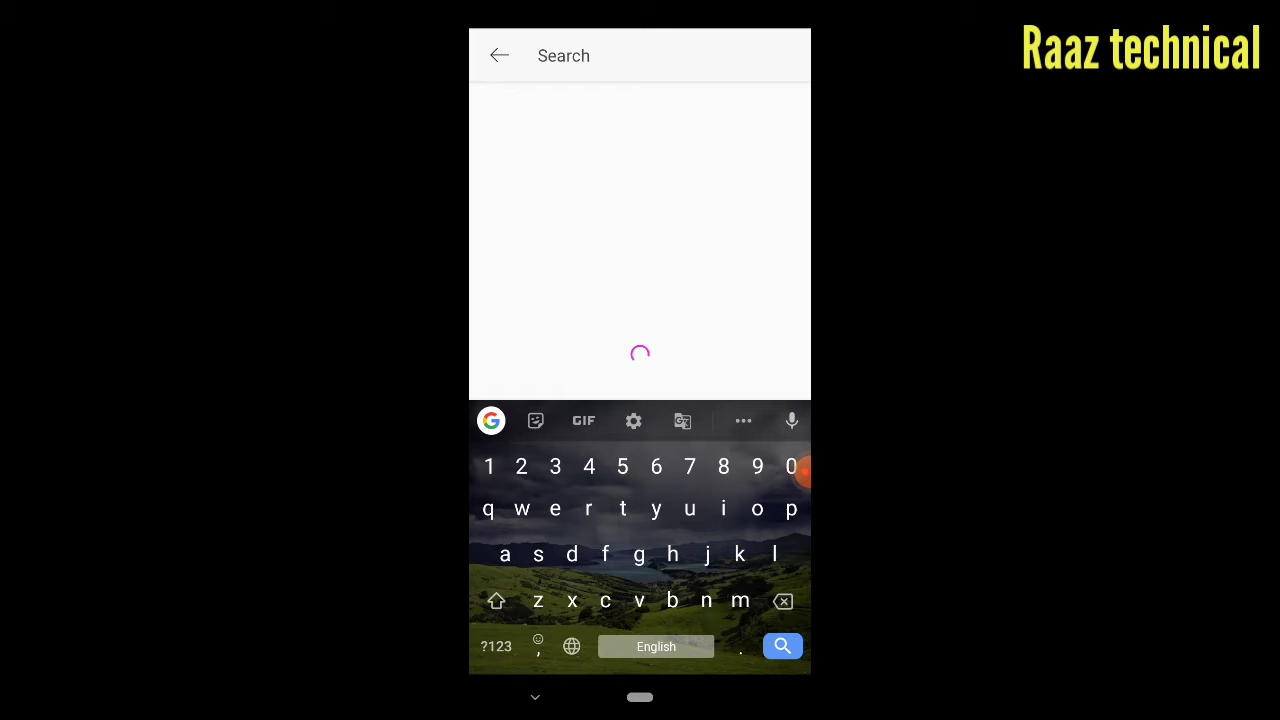 Raaz technical
Search
GIF
1 2 3 4 5 6 7 8 9 0
q w e r t y u i o p
a s d f g h j k l
z x c v b n m
?123 , English .